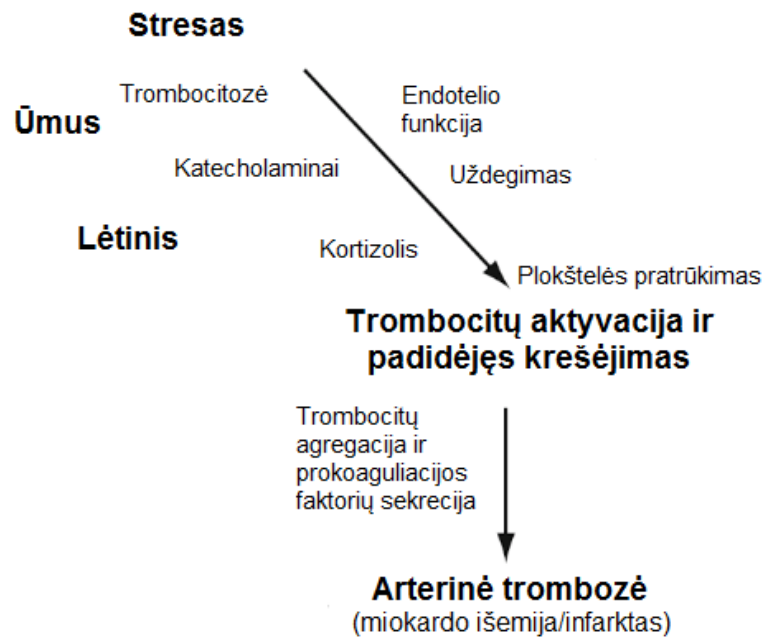 Stresas
Trombocitozė
Endotelio
funkcija
Ūmus
Katecholaminai
Uždegimas
Lėtinis
Kortizolis
Plokštelės pratrūkimas
Trombocitų aktyvacija ir
padidėjęs krešėjimas
Trombocitų
agregacija ir
prokoaguliacijos
faktorių sekrecija
Arterinė trombozė
(miokardo išemija/infarktas)